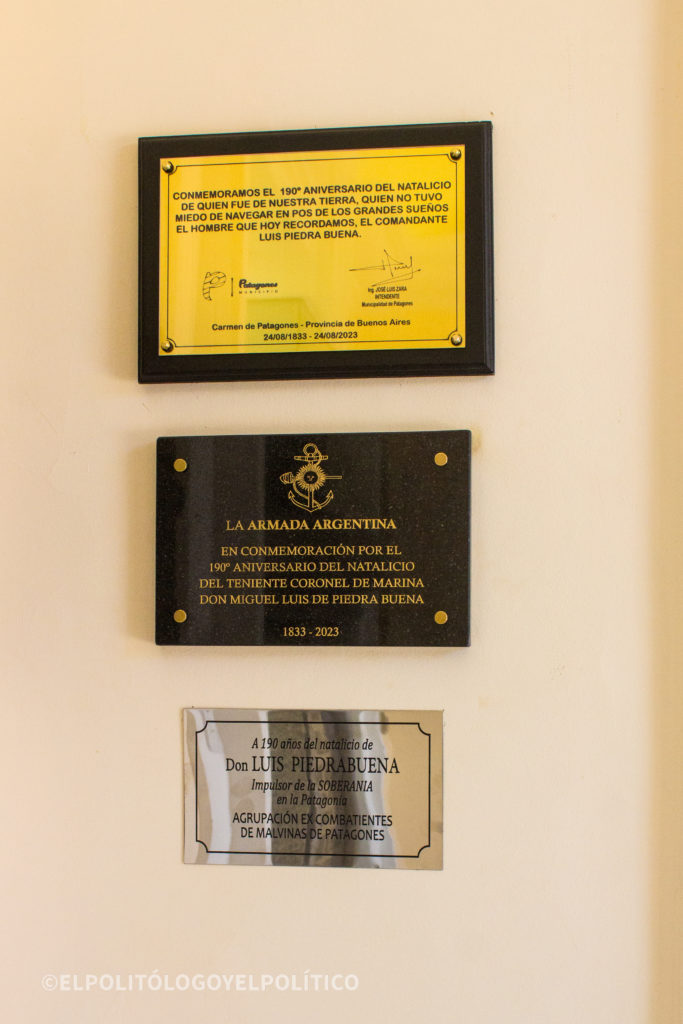 CONMEMORAMOS EL 190º ANIVERSARIO DEL NATALICIO
DE QUIEN FUE DE NUESTRA TIERRA, QUIEN NO TUVO
MIEDO DE NAVEGAR EN POS DE LOS GRANDES SUEÑOS
EL HOMBRE QUE HOY RECORDAMOS, EL COMANDANTE
LUIS PIEDRA BUENA.
Patagones
MUNICIPIO
Ing. JOSÉ LUIS ZARA
INTENDENTE
Municipalidad de Patagones
Carmen de Patagones - Provincia de Buenos Aires
24/08/1833 - 24/08/2023
LA ARMADA ARGENTINA
EN CONMEMORACIÓN POR EL
190º ANIVERSARIO DEL NATALICIO
DEL TENIENTE CORONEL DE MARINA
DON MIGUEL LUIS DE PIEDRA BUENA
1833 - 2023
A 190 años del natalicio de
Don LUIS PIEDRABUENA
Impulsor de la SOBERANIA
en la Patagonia
AGRUPACIÓN EX COMBATIENTES
DE MALVINAS DE PATAGONES
©ELPOLITÓLOGOYELPOLÍTICO